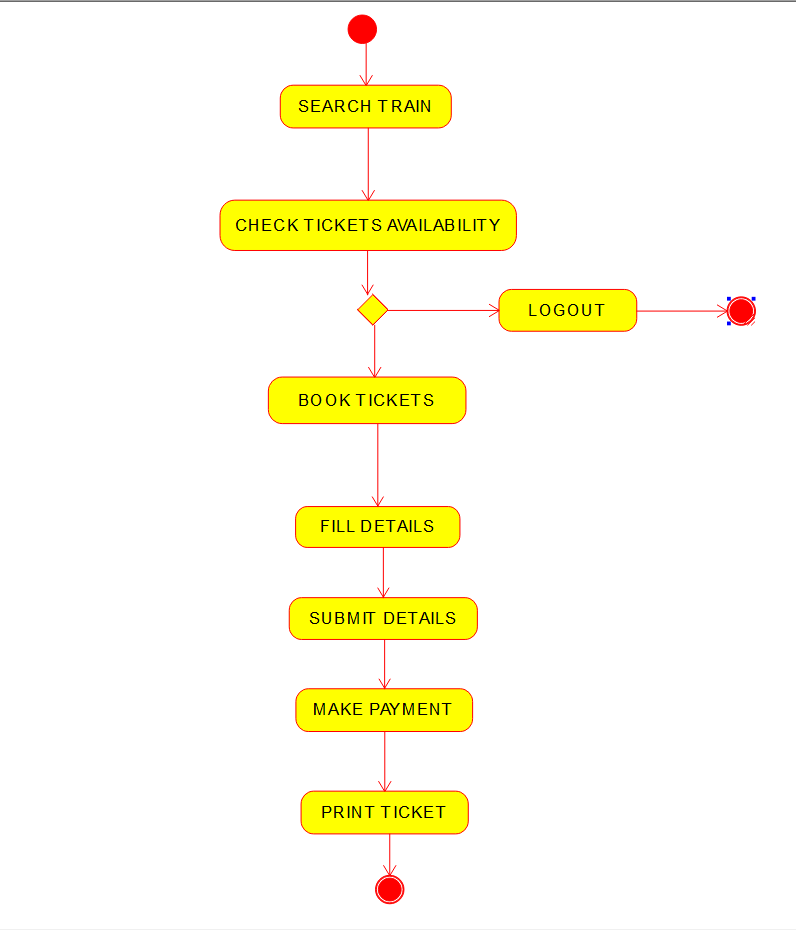 SEARCH TRAIN
CHECK TICKETS AVAILABILITY
LOGOUT
BOOK TICKETS
FILL DETAILS
SUBMIT DETAILS
MAKE PAYMENT
PRINT TICKET